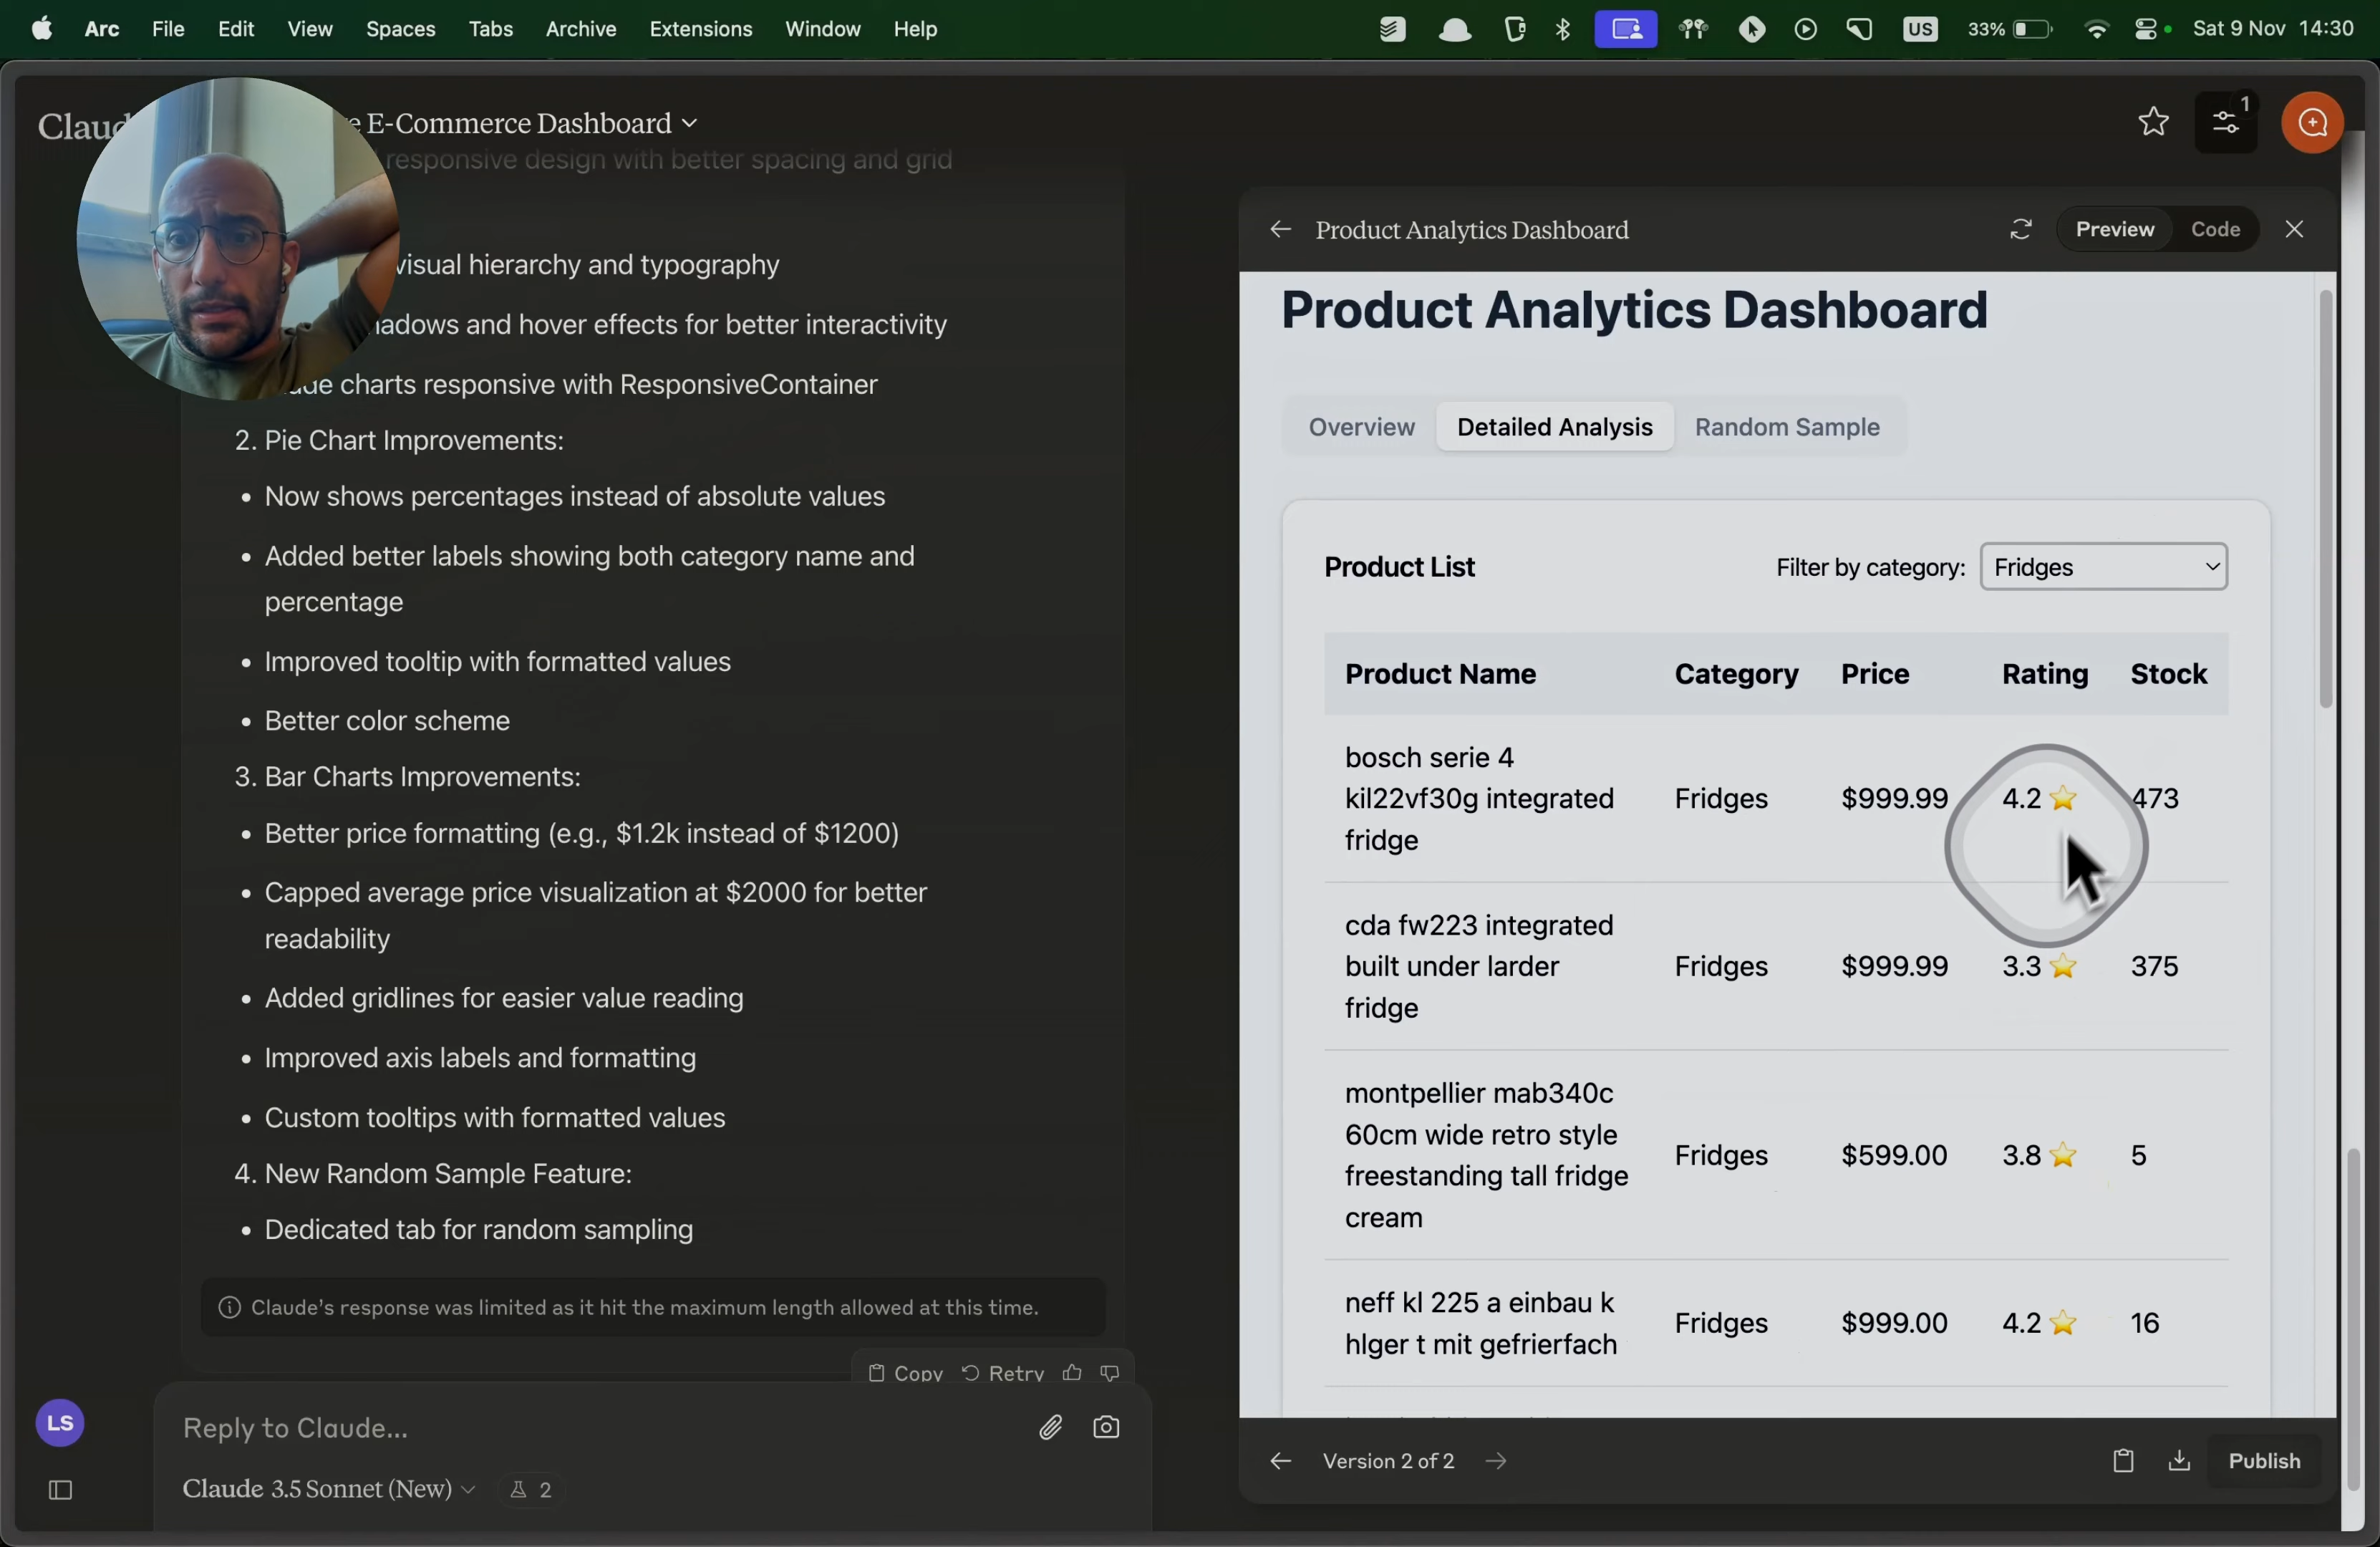 Arc File Edit View Spaces Tabs Archive Extensions Window Help
US 33% Sat 9 Nov 14:30
E-Commerce Dashboard
1
responsive design with better spacing and grid
visual hierarchy and typography
hover effects for better interactivity
charts responsive with ResponsiveContainer
2. Pie Chart Improvements:
• Now shows percentages instead of absolute values
• Added better labels showing both category name and
percentage
• Improved tooltip with formatted values
• Better color scheme
3. Bar Charts Improvements:
• Better price formatting (e.g., $1.2k instead of $1200)
• Capped average price visualization at $2000 for better
readability
• Added gridlines for easier value reading
• Improved axis labels and formatting
• Custom tooltips with formatted values
4. New Random Sample Feature:
• Dedicated tab for random sampling
Claude's response was limited as it hit the maximum length allowed at this time.
Copy Retry
LS
Reply to Claude...
Claude 3.5 Sonnet (New) 2
Product Analytics Dashboard
Preview Code
Product Analytics Dashboard
Overview Detailed Analysis Random Sample
Product List Filter by category: Fridges
Product Name Category Price Rating Stock
bosch serie 4
kil22vf30g integrated Fridges $999.99 4.2 ⭐ 473
fridge
cda fw223 integrated
built under larder Fridges $999.99 3.3 ⭐ 375
fridge
montpellier mab340c
60cm wide retro style Fridges $599.00 3.8 ⭐ 5
freestanding tall fridge
cream
neff kl 225 a einbau k Fridges $999.00 4.2 ⭐ 16
hlger t mit gefrierfach
Version 2 of 2
Publish